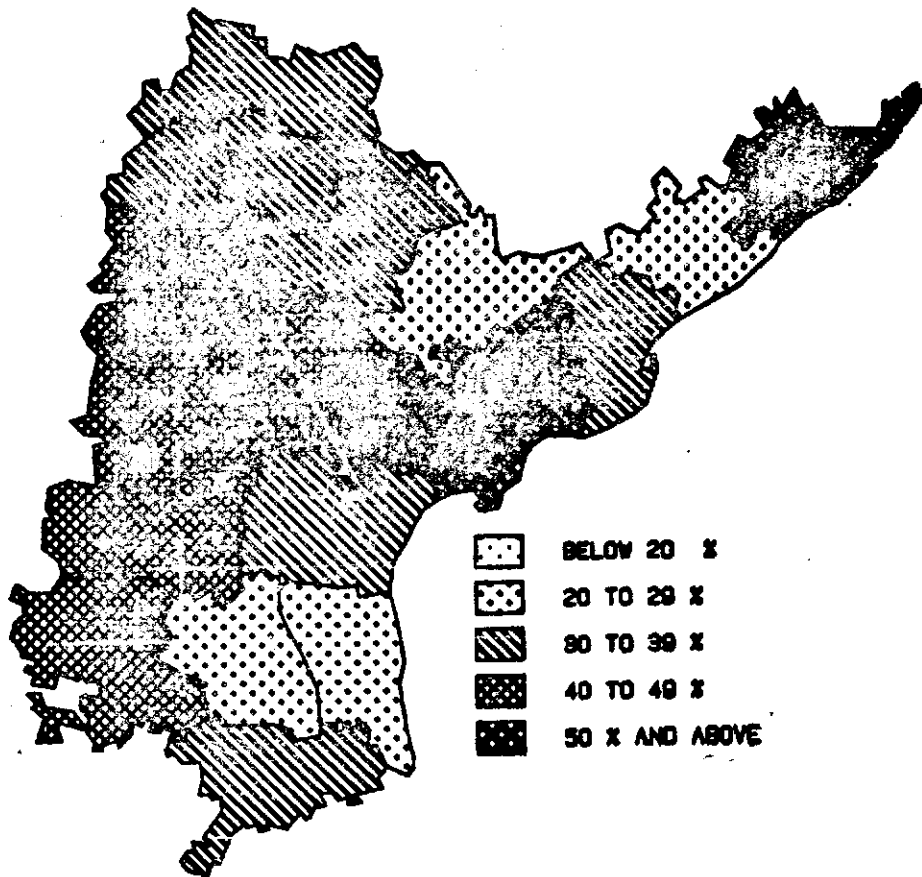 BELOW 20 %
20 TO 29 %
30 TO 39 %
40 TO 49 %
50 % AND ABOVE